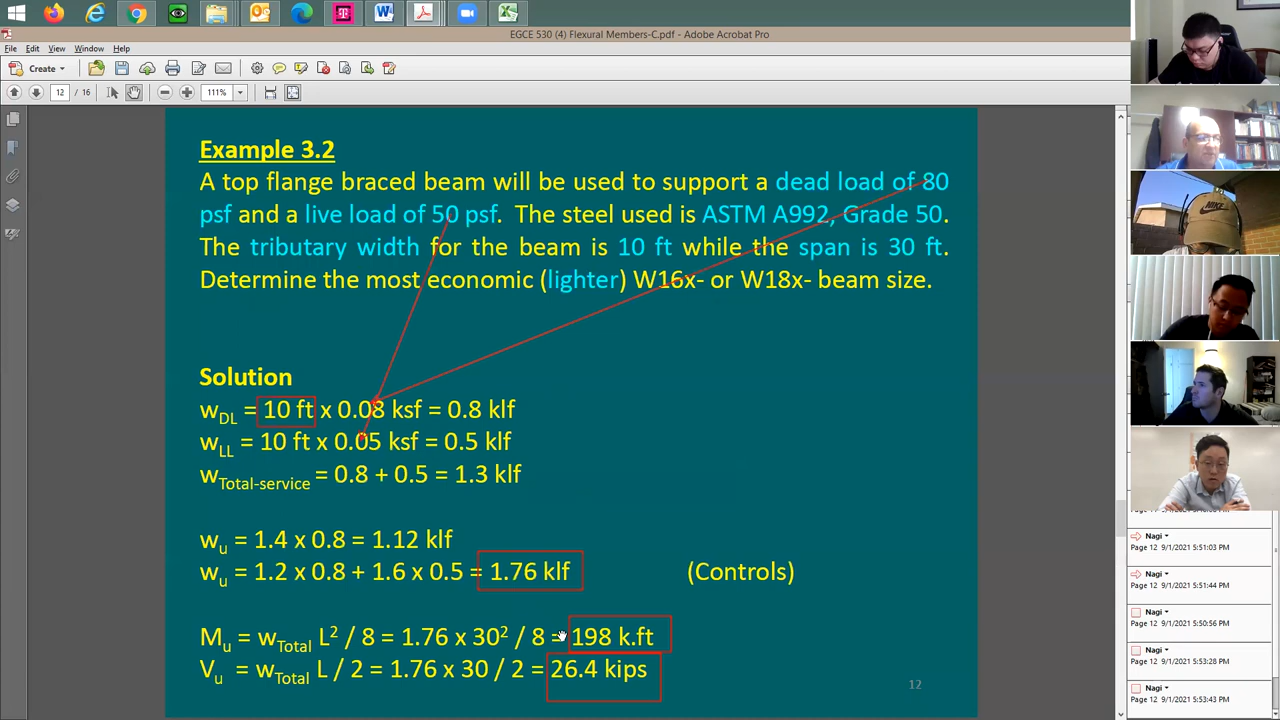 EGCE 530 (4) Flexural Members-C.pdf - Adobe Acrobat Pro
File Edit View Window Help
Create
12 / 16 111%
Example 3.2
A top flange braced beam will be used to support a dead load of 80
psf and a live load of 50 psf. The steel used is ASTM A992, Grade 50.
The tributary width for the beam is 10 ft while the span is 30 ft.
Determine the most economic (lighter) W16x- or W18x- beam size.
Solution
wDL = 10 ft x 0.08 ksf = 0.8 klf
wLL = 10 ft x 0.05 ksf = 0.5 klf
wTotal-service = 0.8 + 0.5 = 1.3 klf
wu = 1.4 x 0.8 = 1.12 klf
wu = 1.2 x 0.8 + 1.6 x 0.5 = 1.76 klf (Controls)
Mu = wTotal L2 / 8 = 1.76 x 302 / 8 = 198 k.ft
Vu = wTotal L / 2 = 1.76 x 30 / 2 = 26.4 kips
12
NIKE
Nagi
Page 12 9/1/2021 5:51:03 PM
Nagi
Page 12 9/1/2021 5:51:44 PM
Nagi
Page 12 9/1/2021 5:50:56 PM
Nagi
Page 12 9/1/2021 5:53:28 PM
Nagi
Page 12 9/1/2021 5:53:43 PM